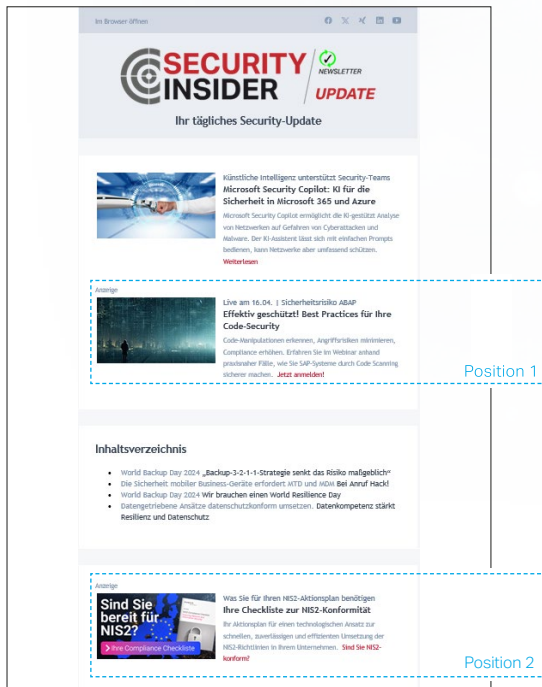 Im Browser öffnen
SECURITY
INSIDER
NEWSLETTER
UPDATE
Ihr tägliches Security-Update
Künstliche Intelligenz unterstützt Security-Teams
Microsoft Security Copilot: KI für die
Sicherheit in Microsoft 365 und Azure
Microsoft Security Copilot ermöglicht die KI-gestützt Analyse
von Netzwerken auf Gefahren von Cyberattacken und
Malware. Der KI-Assistent lässt sich mit einfachen Prompts
bedienen, kann Netzwerke aber umfassend schützen.
Weiterlesen
Anzeige
Live am 16.04. | Sicherheitsrisiko ABAP
Effektiv geschützt! Best Practices für Ihre
Code-Security
Code-Manipulationen erkennen, Angriffsrisiken minimieren,
Compliance erhöhen. Erfahren Sie im Webinar anhand
praxisnaher Fälle, wie Sie SAP-Systeme durch Code Scanning
sicherer machen. Jetzt anmelden!
Position 1
Inhaltsverzeichnis
• World Backup Day 2024 „Backup-3-2-1-1-Strategie senkt das Risiko maßgeblich“
• Die Sicherheit mobiler Business-Geräte erfordert MTD und MDM Bei Anruf Hack!
• World Backup Day 2024 Wir brauchen einen World Resilience Day
• Datengetriebene Ansätze datenschutzkonform umsetzen. Datenkompetenz stärkt
Resilienz und Datenschutz
Anzeige
Sind Sie
bereit für
NIS2?
Ihre Compliance Checkliste
Was Sie für Ihren NIS2-Aktionsplan benötigen
Ihre Checkliste zur NIS2-Konformität
Ihr Aktionsplan für einen technologischen Ansatz zur
schnellen, zuverlässigen und effizienten Umsetzung der
NIS2-Richtlinien in Ihrem Unternehmen. Sind Sie NIS2-
konform?
Position 2